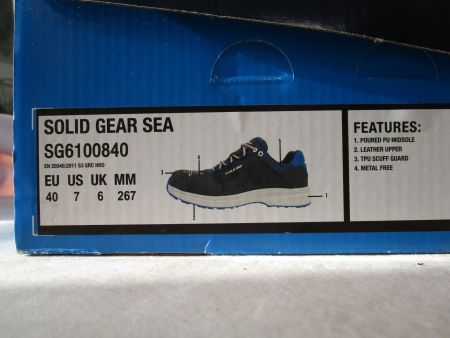 SOLID GEAR SEA
SG6100840
EN 20345:2011 S3 SRC HRO
EU US UK MM
40 7 6 267
FEATURES:
1. POURED PU MIDSOLE
2. LEATHER UPPER
3. TPU SCUFF GUARD
4. METAL FREE